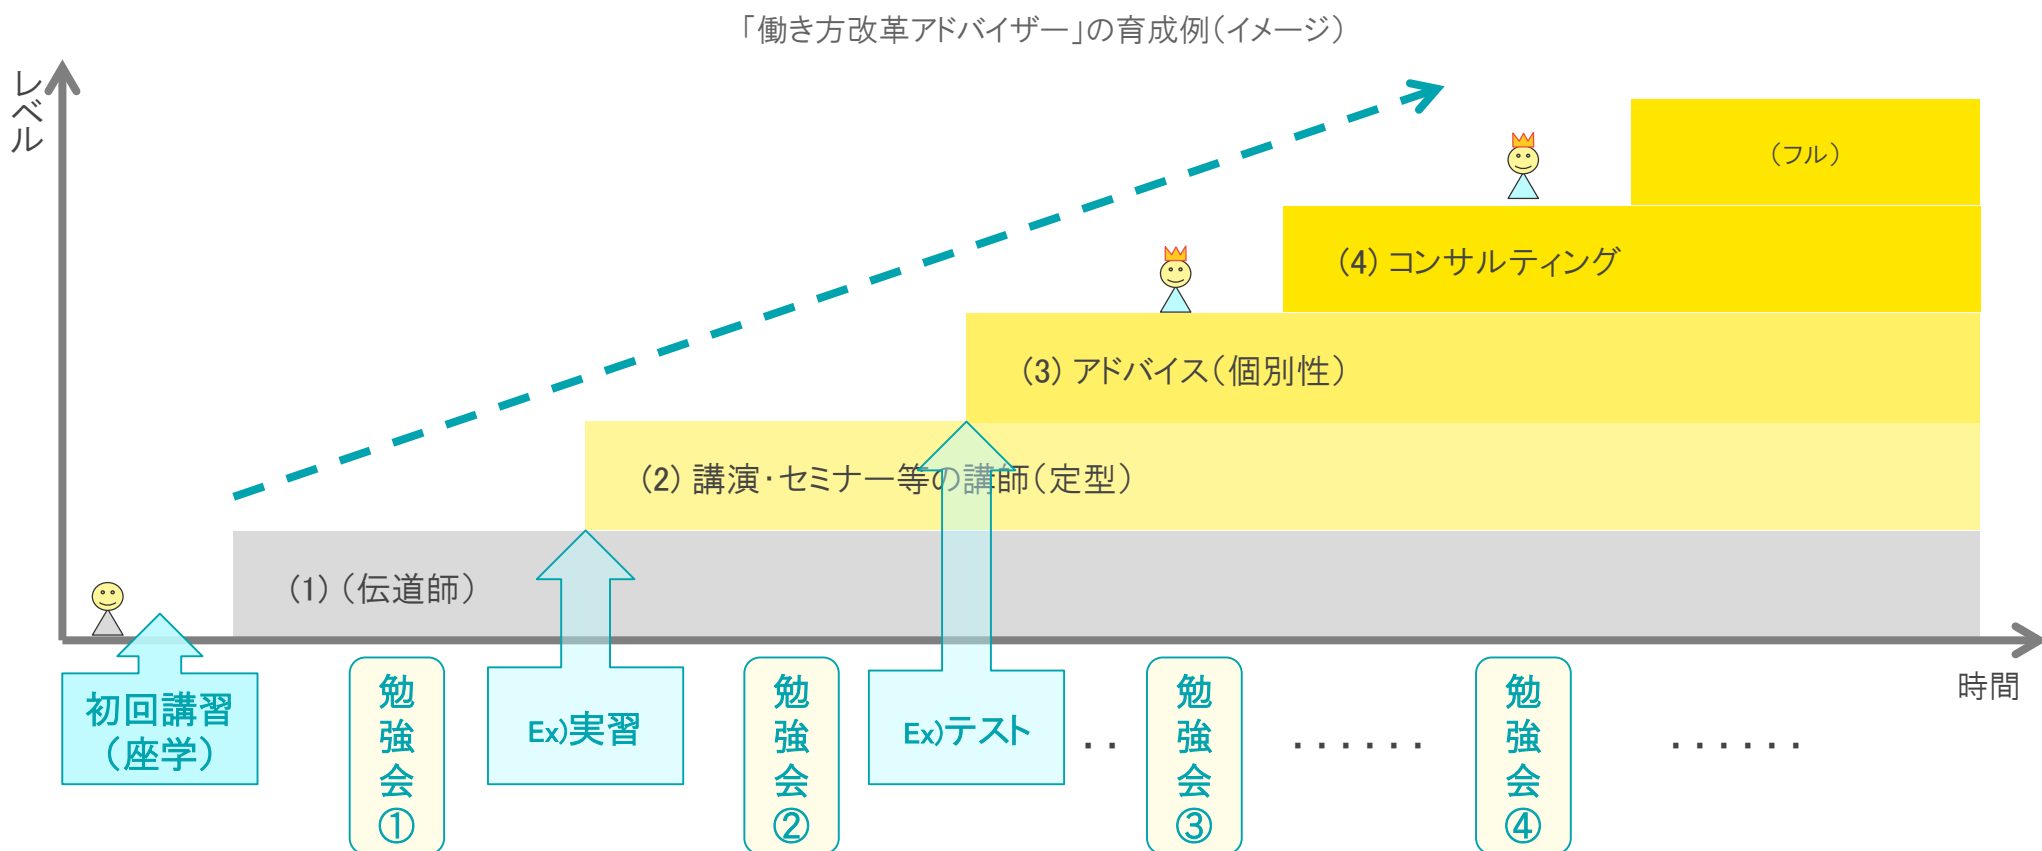 「働き方改革アドバイザー」の育成例(イメージ)
レベル
(フル)
(4) コンサルティング
(3) アドバイス(個別性)
(2) 講演・セミナー等の講師(定型)
(1) (伝道師)
時間
初回講習
(座学)
勉強会①
Ex)実習
勉強会②
Ex)テスト
‥
勉強会③
‥‥‥
勉強会④
‥‥‥